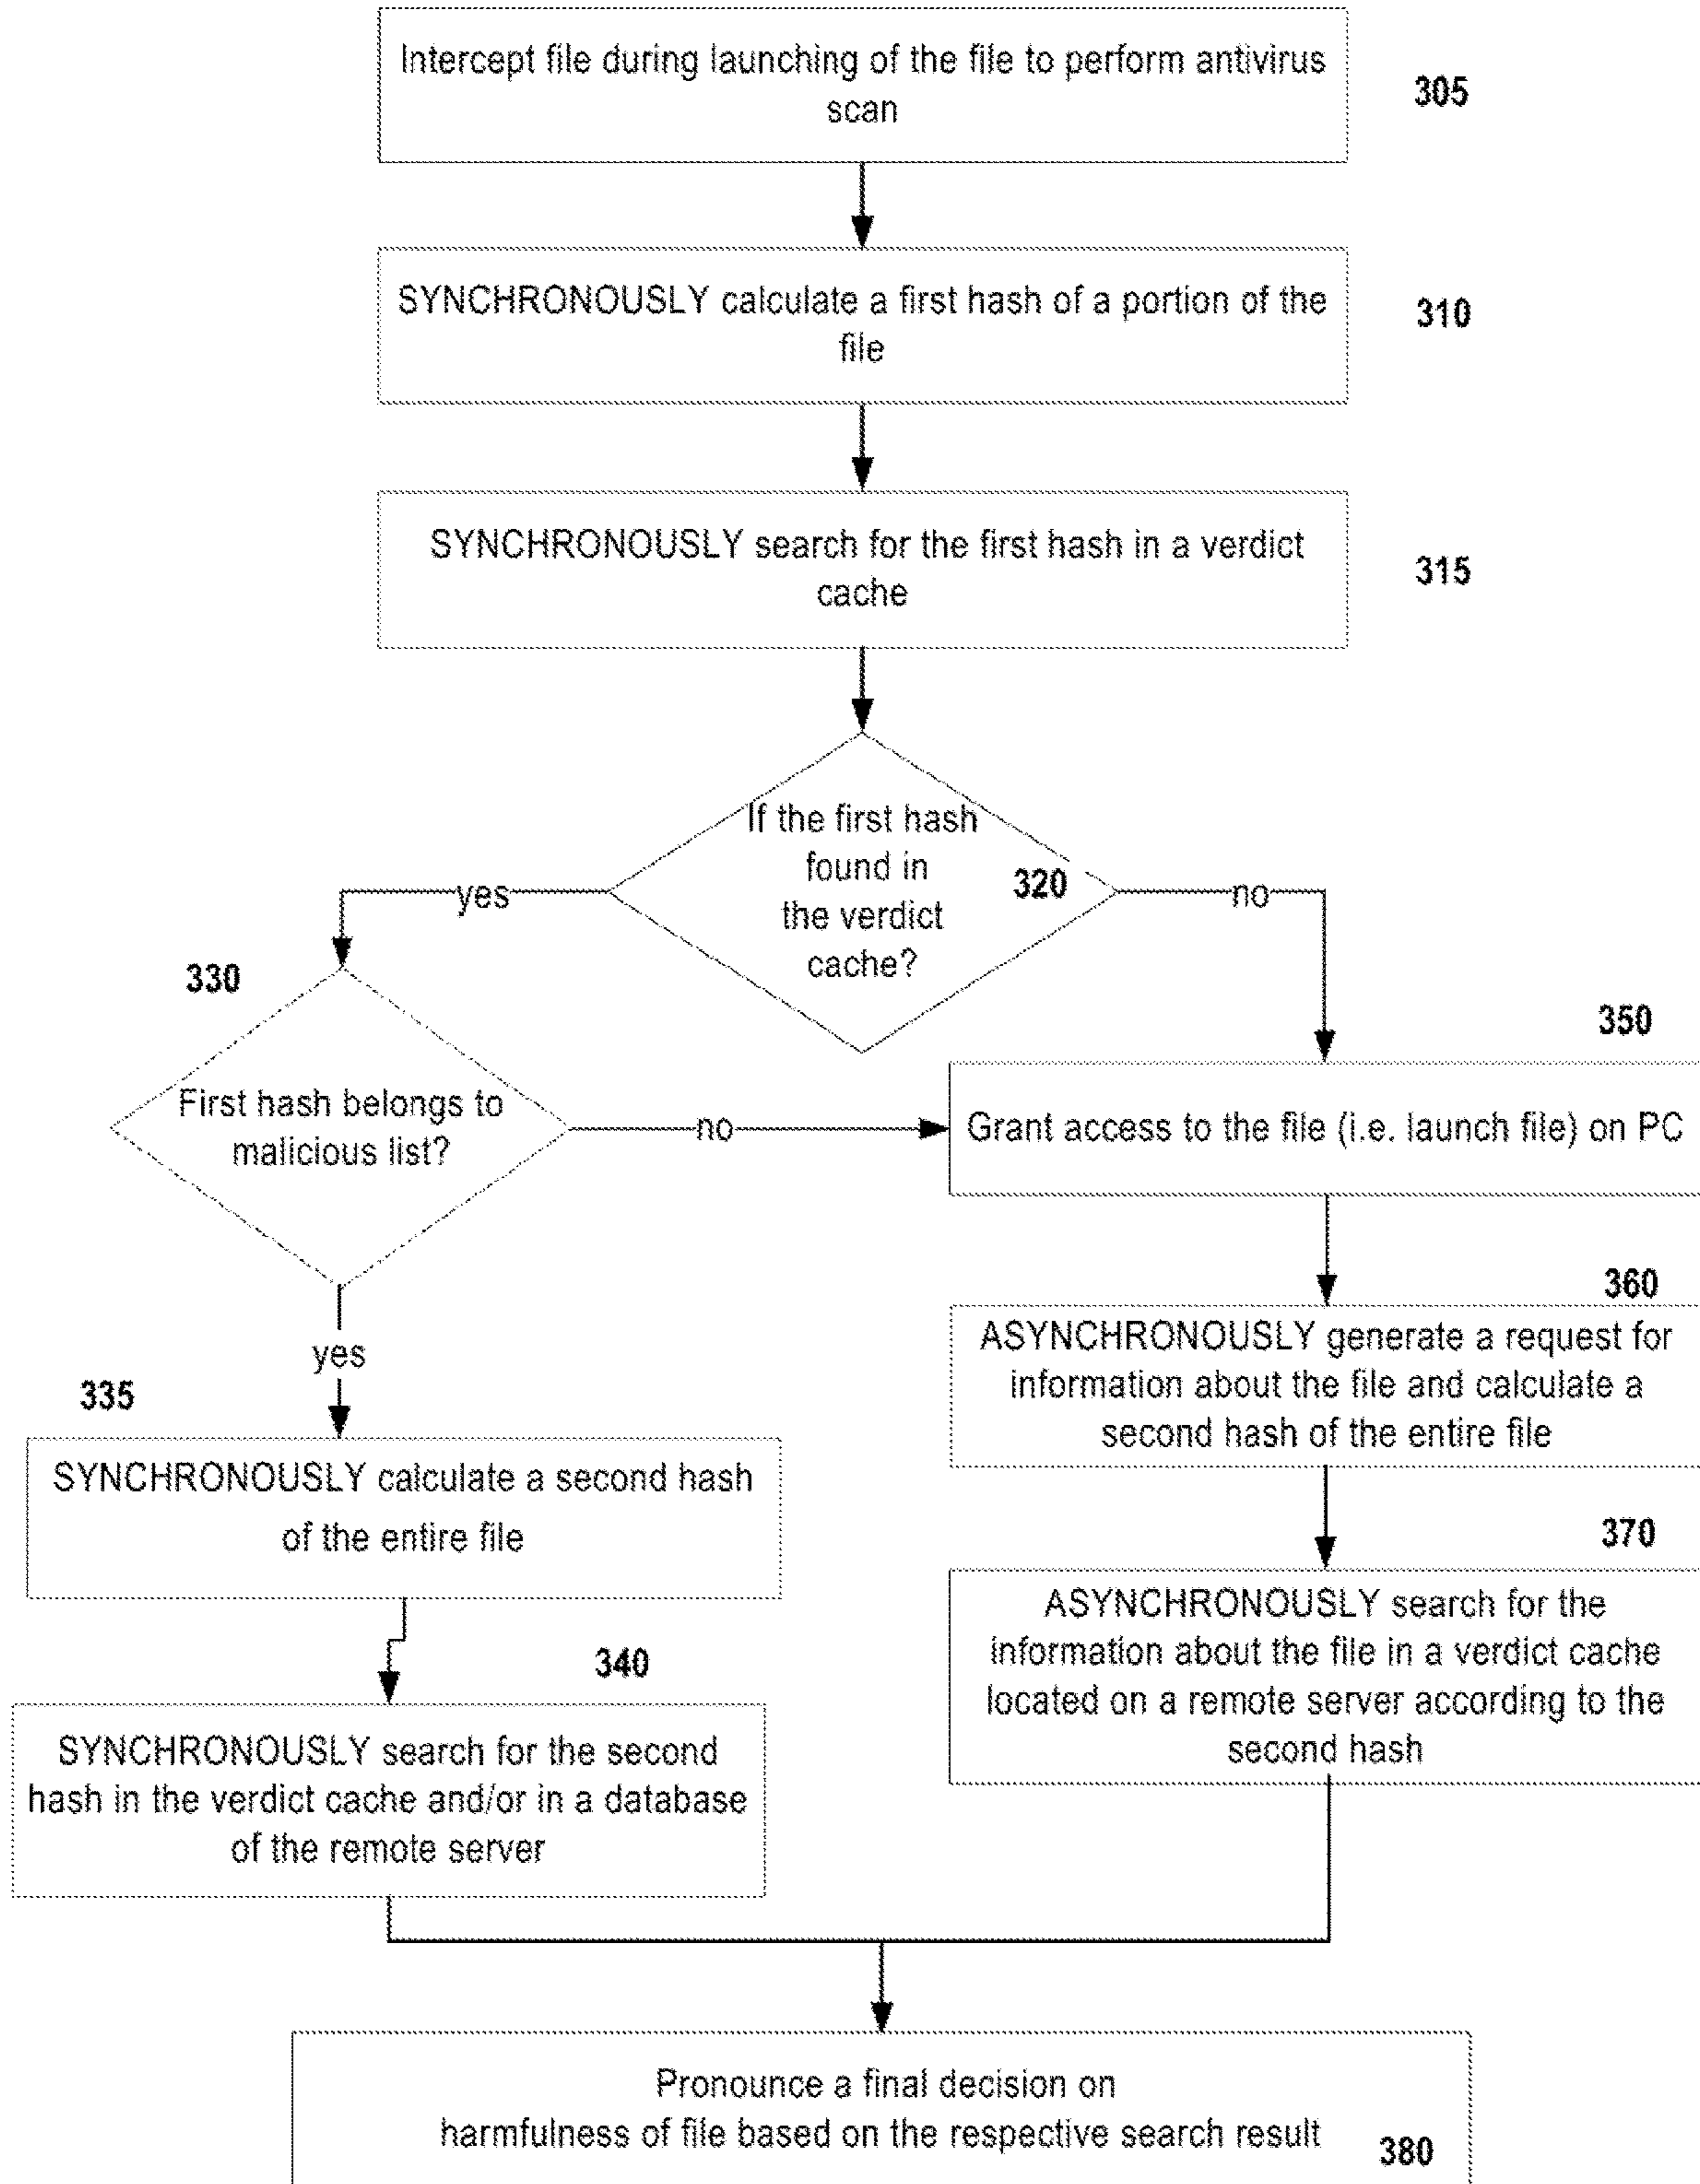 Intercept file during launching of the file to perform antivirus
scan
305
SYNCHRONOUSLY calculate a first hash of a portion of the
file
310
SYNCHRONOUSLY search for the first hash in a verdict
cache
315
If the first hash
found in
the verdict
cache?
320
yes
no
330
First hash belongs to
malicious list?
no
yes
350
Grant access to the file (i.e. launch file) on PC
360
ASYNCHRONOUSLY generate a request for
information about the file and calculate a
second hash of the entire file
335
SYNCHRONOUSLY calculate a second hash
of the entire file
370
ASYNCHRONOUSLY search for the
information about the file in a verdict cache
located on a remote server according to the
second hash
340
SYNCHRONOUSLY search for the second
hash in the verdict cache and/or in a database
of the remote server
Pronounce a final decision on
harmfulness of file based on the respective search result
380